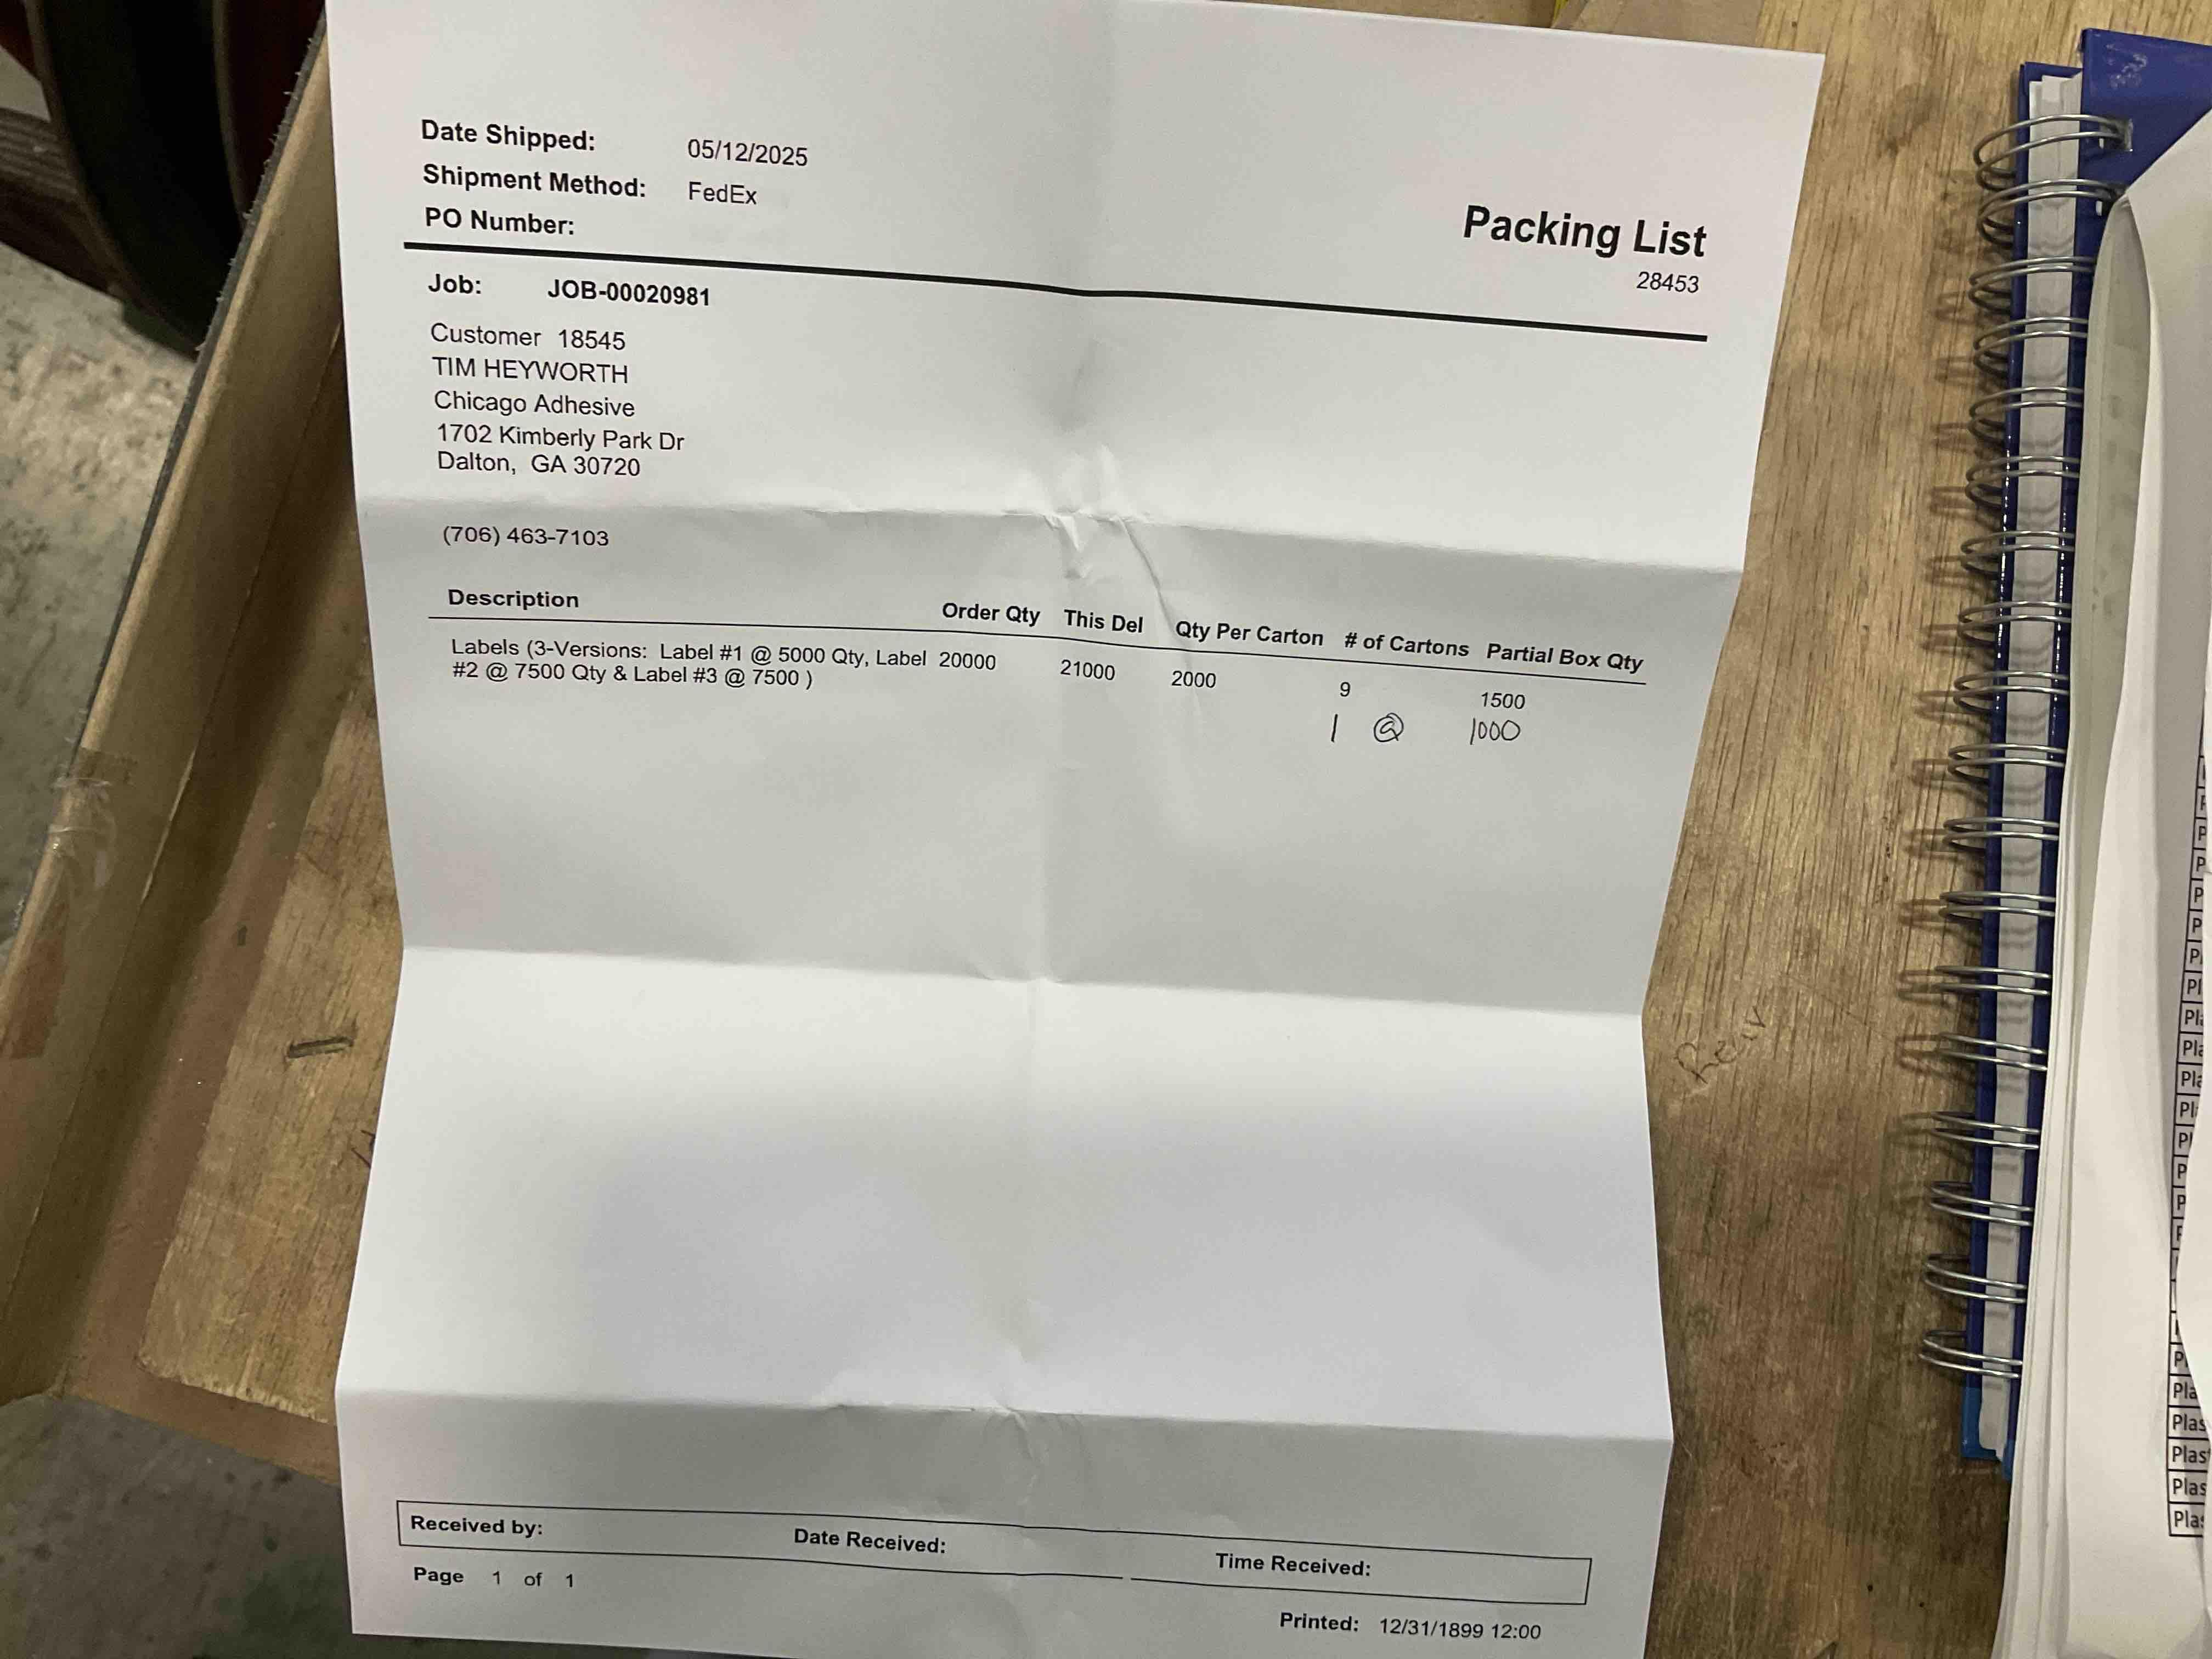 Date Shipped: 05/12/2025
Shipment Method: FedEx
PO Number:
Packing List
28453
Job: JOB-00020981
Customer 18545
TIM HEYWORTH
Chicago Adhesive
1702 Kimberly Park Dr
Dalton, GA 30720
(706) 463-7103
Description Order Qty This Del Qty Per Carton # of Cartons Partial Box Qty
Labels (3-Versions: Label #1 @ 5000 Qty, Label 20000 21000 2000 9 1500
#2 @ 7500 Qty & Label #3 @ 7500 )
1 @ 1000
Received by: Date Received: Time Received:
Page 1 of 1
Printed: 12/31/1899 12:00